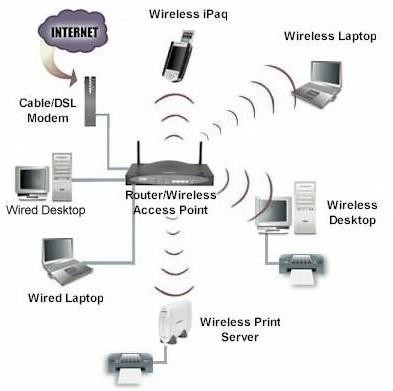 INTERNET
Wireless iPaq
Wireless Laptop
Cable/DSL
Modem
Wired Desktop
Router/Wireless
Access Point
Wireless
Desktop
Wired Laptop
Wireless Print
Server